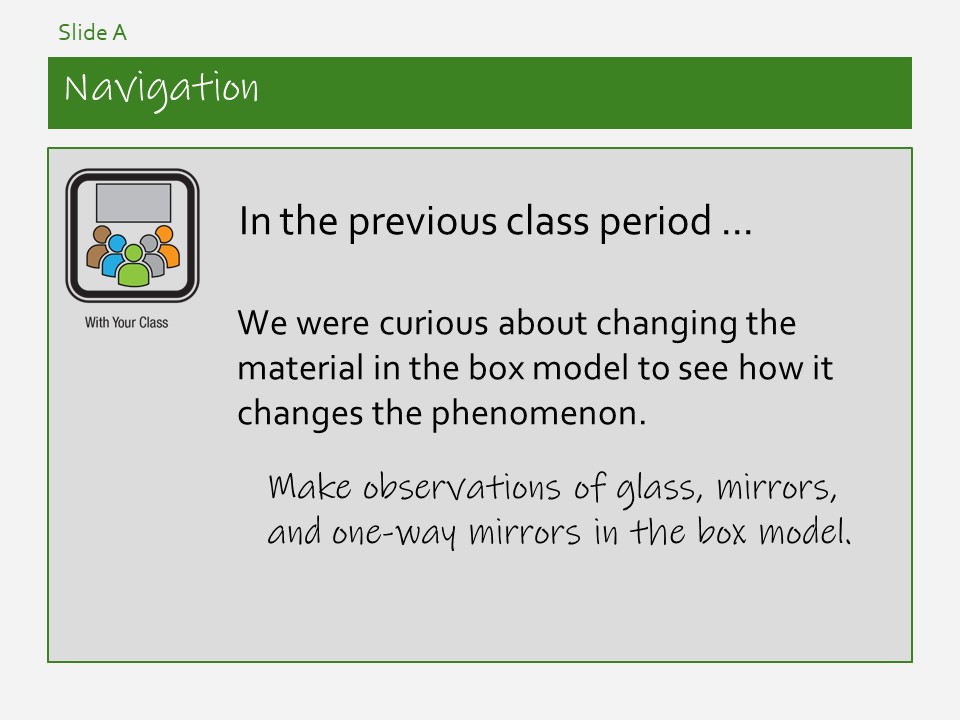 Slide A
Navigation
In the previous class period …
With Your Class
We were curious about changing the
material in the box model to see how it
changes the phenomenon.
Make observations of glass, mirrors,
and one-way mirrors in the box model.